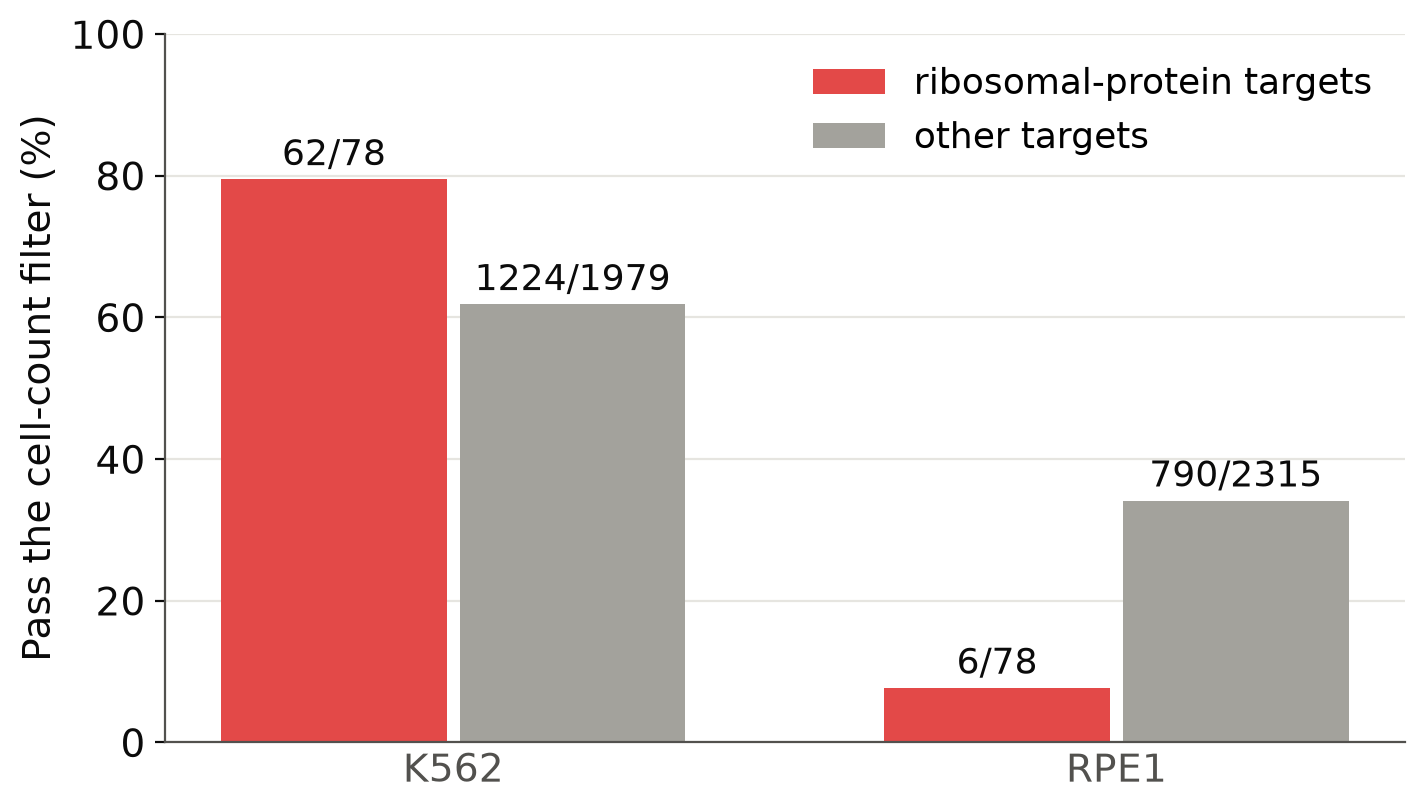 Pass the cell-count filter (%)
100
80
60
40
20
0
ribosomal-protein targets
other targets
62/78
1224/1979
6/78
790/2315
K562
RPE1